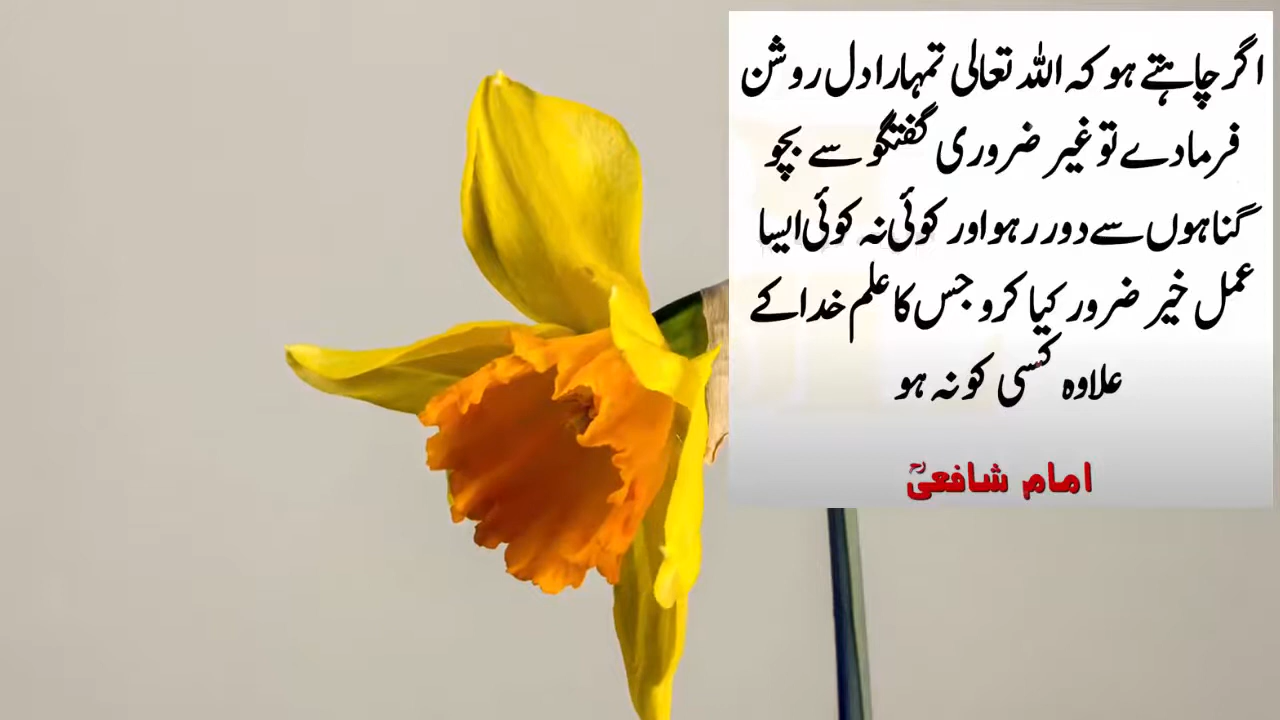 اگر چاہتے ہو کہ اللہ تعالی تمہارا دل روشن
فرمادے تو غیر ضروری گفتگو سے بچو
گناہوں سے دور رہو اور کوئی نہ کوئی ایسا
عمل خیر ضرور کیا کرو جس کا علم خدا کے
علاوہ کسی کو نہ ہو
امام شافعیؒ